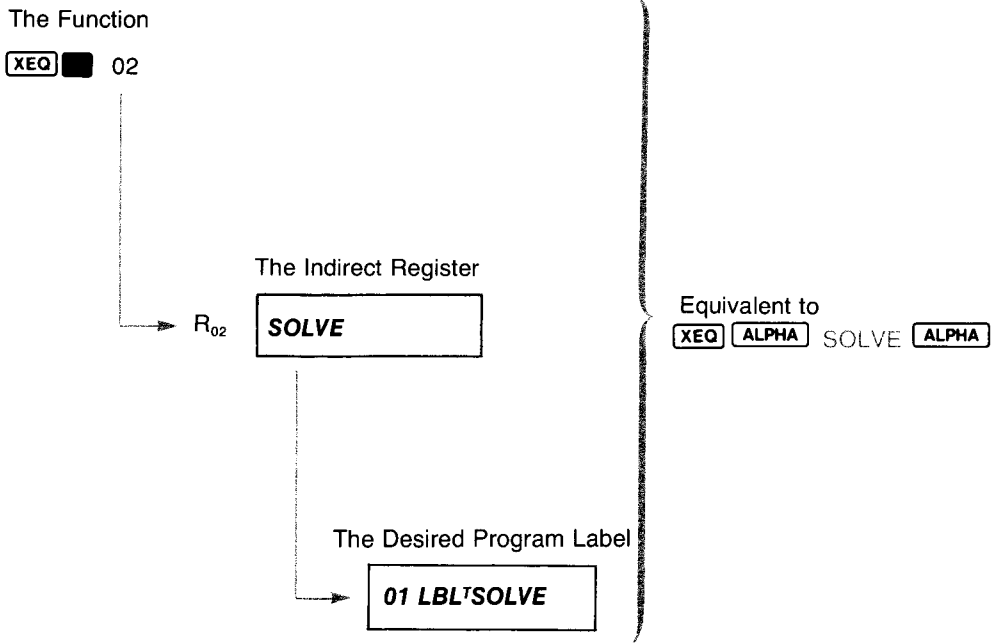 The Function
XEQ 02
The Indirect Register
R₀₂ SOLVE
Equivalent to
XEQ ALPHA SOLVE ALPHA
The Desired Program Label
01 LBLᵀSOLVE